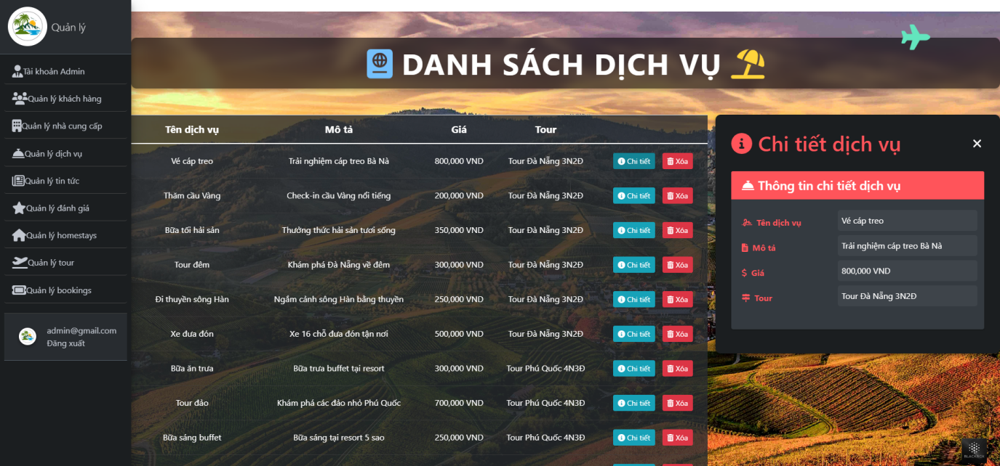 Quản lý
Tài khoản Admin
Quản lý khách hàng
Quản lý nhà cung cấp
Quản lý dịch vụ
Quản lý tin tức
Quản lý đánh giá
Quản lý homestays
Quản lý tour
Quản lý bookings
admin@gmail.com
Đăng xuất
DANH SÁCH DỊCH VỤ
Tên dịch vụ Mô tả Giá Tour
Vé cáp treo Trải nghiệm cáp treo Bà Nà 800,000 VND Tour Đà Nẵng 3N2Đ Chi tiết Xóa
Thăm cầu Vàng Check-in cầu Vàng nổi tiếng 200,000 VND Tour Đà Nẵng 3N2Đ Chi tiết Xóa
Bữa tối hải sản Thưởng thức hải sản tươi sống 350,000 VND Tour Đà Nẵng 3N2Đ Chi tiết Xóa
Tour đêm Khám phá Đà Nẵng về đêm 300,000 VND Tour Đà Nẵng 3N2Đ Chi tiết Xóa
Đi thuyền sông Hàn Ngắm cảnh sông Hàn bằng thuyền 250,000 VND Tour Đà Nẵng 3N2Đ Chi tiết Xóa
Xe đưa đón Xe 16 chỗ đưa đón tận nơi 500,000 VND Tour Đà Nẵng 3N2Đ Chi tiết Xóa
Bữa ăn trưa Bữa trưa buffet tại resort 300,000 VND Tour Phú Quốc 4N3Đ Chi tiết Xóa
Tour đảo Khám phá các đảo nhỏ Phú Quốc 700,000 VND Tour Phú Quốc 4N3Đ Chi tiết Xóa
Bữa sáng buffet Bữa sáng tại resort 5 sao 250,000 VND Tour Phú Quốc 4N3Đ Chi tiết Xóa
Chi tiết dịch vụ
Thông tin chi tiết dịch vụ
Tên dịch vụ Vé cáp treo
Mô tả Trải nghiệm cáp treo Bà Nà
Giá 800,000 VND
Tour Tour Đà Nẵng 3N2Đ
BLACKBOX